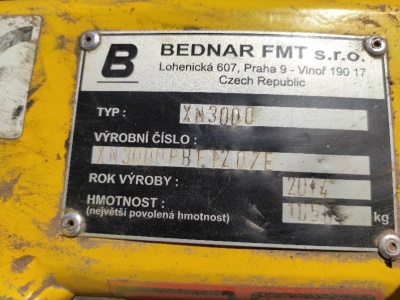 B
BEDNAR FMT s.r.o.
Lohenická 607, Praha 9 - Vinoř 190 17
Czech Republic
TYP : XN3000
VÝROBNÍ ČÍSLO :
ROK VÝROBY : 2014
HMOTNOST :
(největší povolená hmotnost) kg